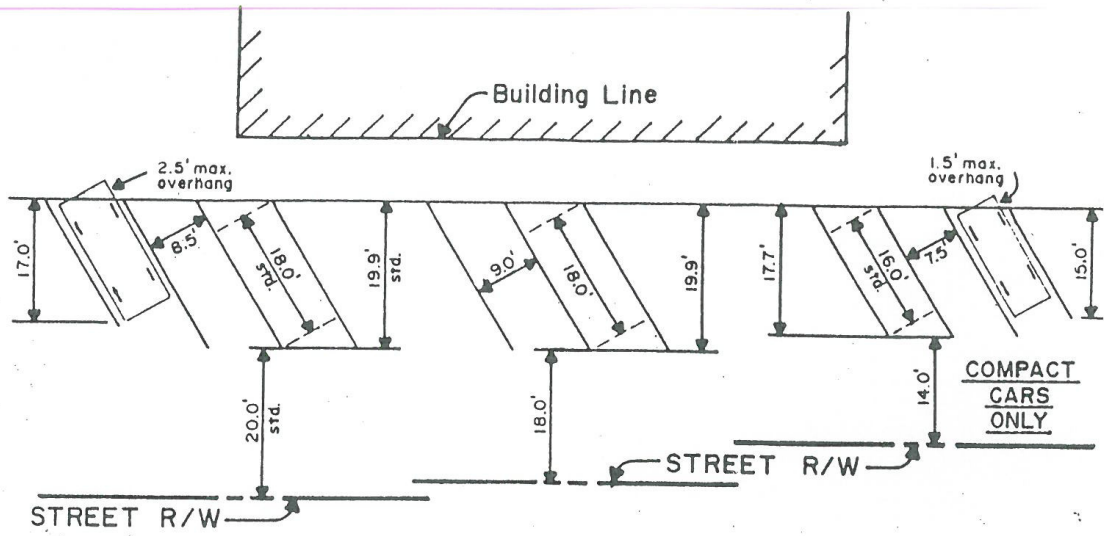 Building Line
2.5' max.
overhang
1.5' max.
overhang
17.0'
8.5'
18.0'
std.
19.9'
std.
9.0'
18.0'
19.9'
17.7'
16.0'
std
7.5'
15.0'
20.0'
std.
18.0'
14.0'
COMPACT
CARS
ONLY
STREET R/W
STREET R/W